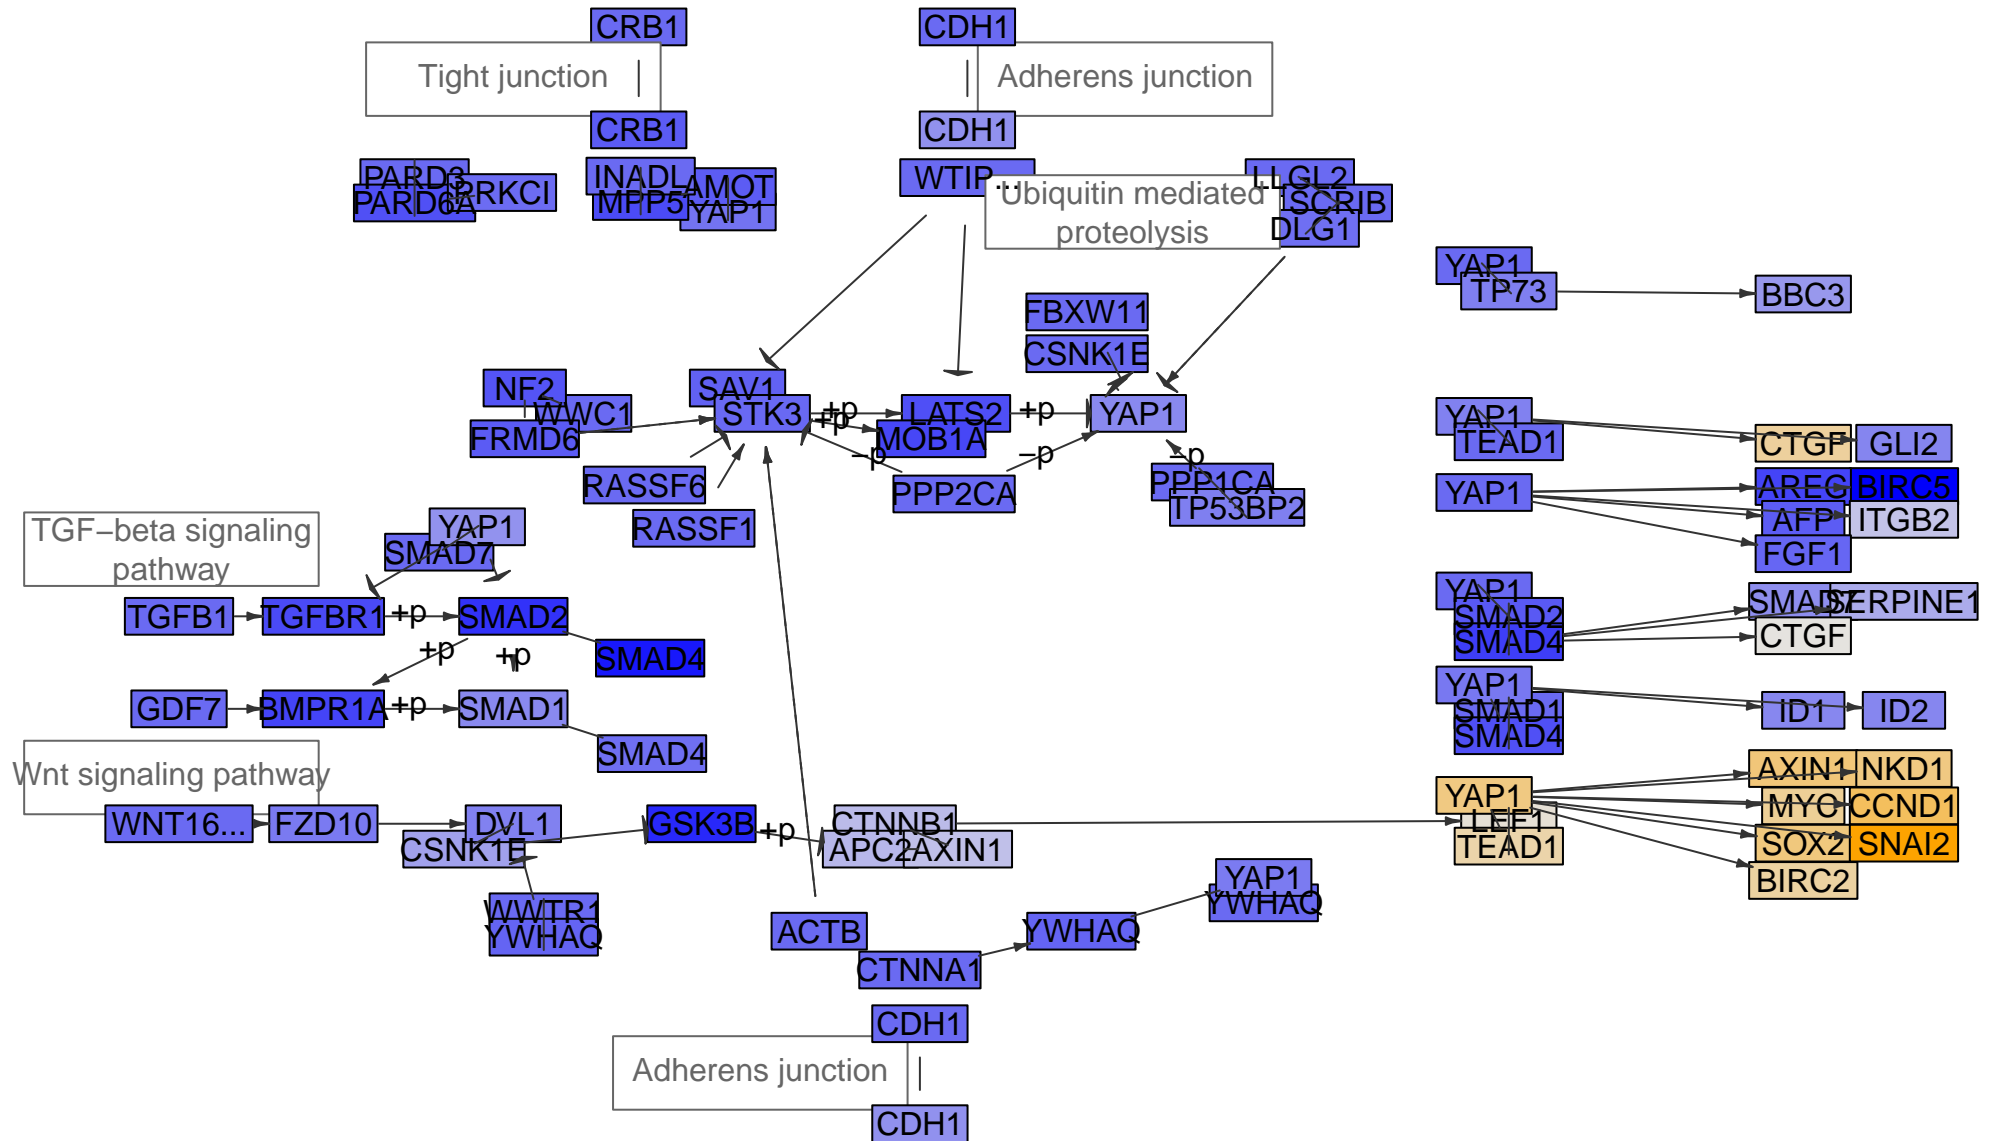 CRB1
CDH1
Tight junction
Adherens junction
CRB1
CDH1
PARD3
PRKCI
PARD6A
INADL
AMOT
MPP5
YAP1
WTIP...
LLGL2
SCRIB
DLG1
Ubiquitin mediated
proteolysis
YAP1
TP73
BBC3
FBXW11
CSNK1E
NF2
WWC1
FRMD6
SAV1
STK3
+p
+p
LATS2
MOB1A
+p
YAP1
−p
−p
−p
RASSF6
RASSF1
PPP2CA
PPP1CA
TP53BP2
YAP1
TEAD1
CTGF
GLI2
YAP1
AREG
BIRC5
AFP
ITGB2
FGF1
TGF−beta signaling
pathway
YAP1
SMAD7
TGFB1
TGFBR1
+p
SMAD2
+p
+p
SMAD4
YAP1
SMAD2
SMAD4
SMAD7
SERPINE1
CTGF
GDF7
BMPR1A
+p
SMAD1
SMAD4
YAP1
SMAD1
SMAD4
ID1
ID2
Wnt signaling pathway
WNT16...
FZD10
DVL1
CSNK1E
GSK3B
+p
CTNNB1
APC2
AXIN1
YAP1
LEF1
TEAD1
AXIN1
NKD1
MYC
CCND1
SOX2
SNAI2
BIRC2
WWTR1
YWHAQ
ACTB
CTNNA1
YWHAQ
YAP1
YWHAQ
CDH1
Adherens junction
CDH1